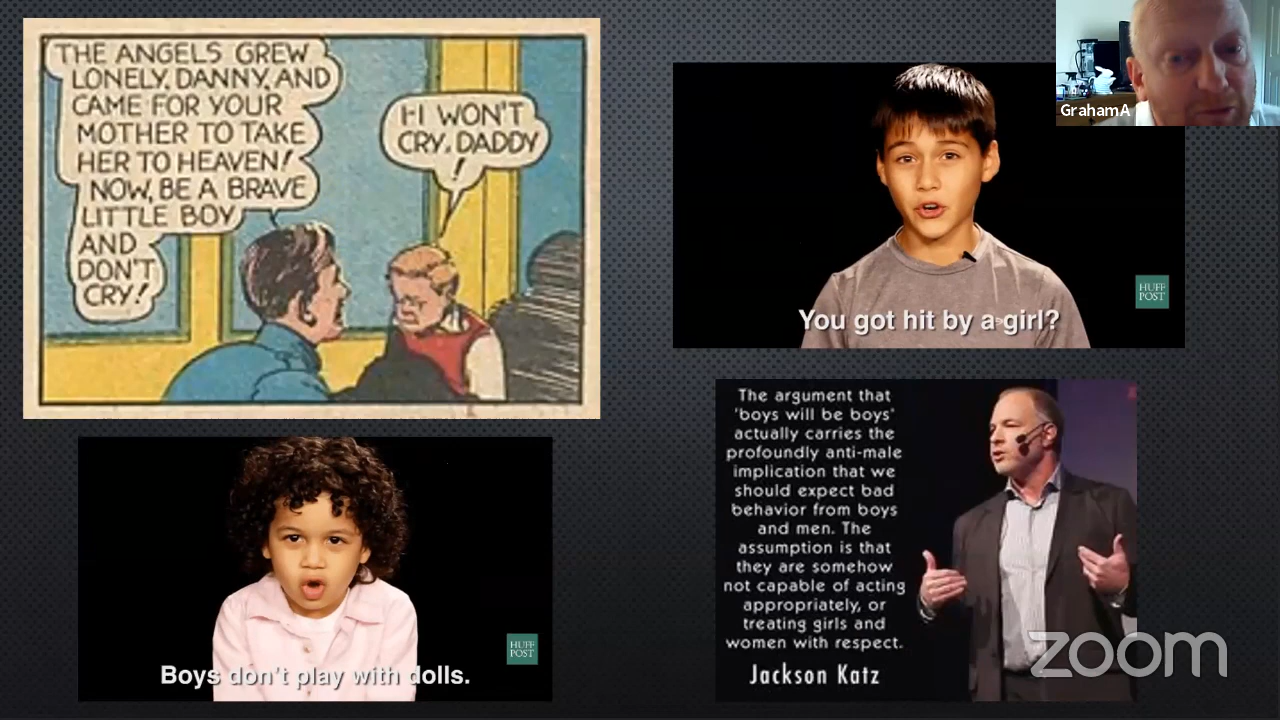 THE ANGELS GREW
LONELY, DANNY, AND
CAME FOR YOUR
MOTHER TO TAKE
HER TO HEAVEN!
NOW, BE A BRAVE
LITTLE BOY
AND
DON'T
CRY!
I-I WON'T
CRY, DADDY
!
GrahamA
HUFF
POST
You got hit by a girl?
HUFF
POST
Boys don't play with dolls.
The argument that
'boys will be boys'
actually carries the
profoundly anti-male
implication that we
should expect bad
behavior from boys
and men. The
assumption is that
they are somehow
not capable of acting
appropriately, or
treating girls and
women with respect.
Jackson Katz
zoom